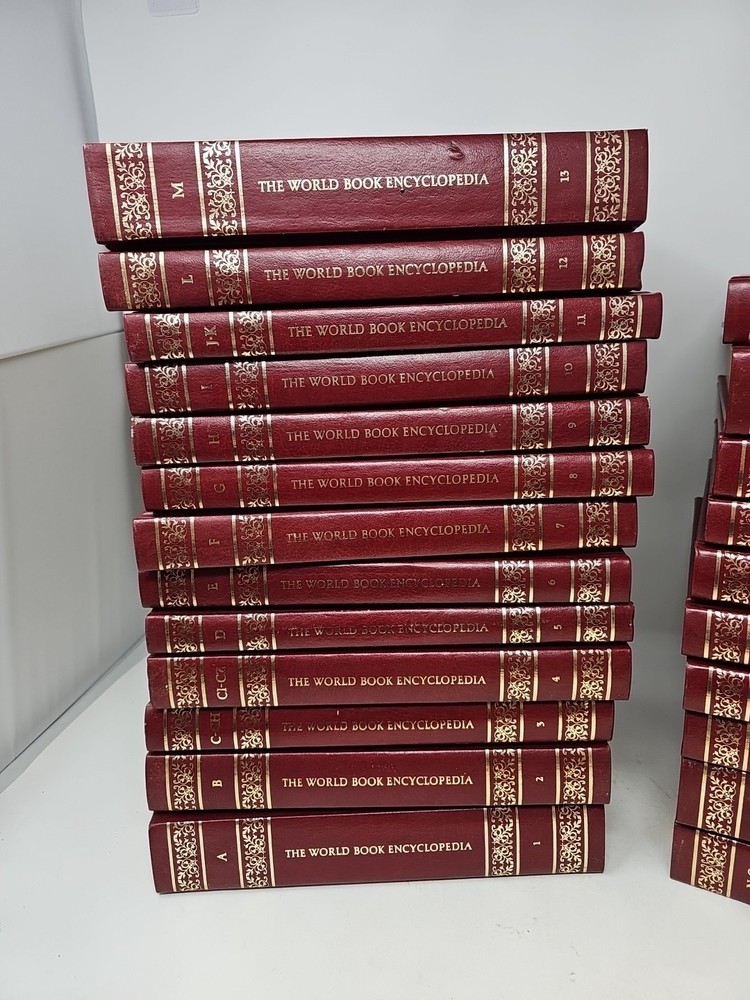 M THE WORLD BOOK ENCYCLOPEDIA 13
L THE WORLD BOOK ENCYCLOPEDIA 12
J-K THE WORLD BOOK ENCYCLOPEDIA 11
I THE WORLD BOOK ENCYCLOPEDIA 10
H THE WORLD BOOK ENCYCLOPEDIA 9
G THE WORLD BOOK ENCYCLOPEDIA 8
F THE WORLD BOOK ENCYCLOPEDIA 7
E THE WORLD BOOK ENCYCLOPEDIA 6
D THE WORLD BOOK ENCYCLOPEDIA 5
CI-CZ THE WORLD BOOK ENCYCLOPEDIA 4
C-CH THE WORLD BOOK ENCYCLOPEDIA 3
B THE WORLD BOOK ENCYCLOPEDIA 2
A THE WORLD BOOK ENCYCLOPEDIA 1